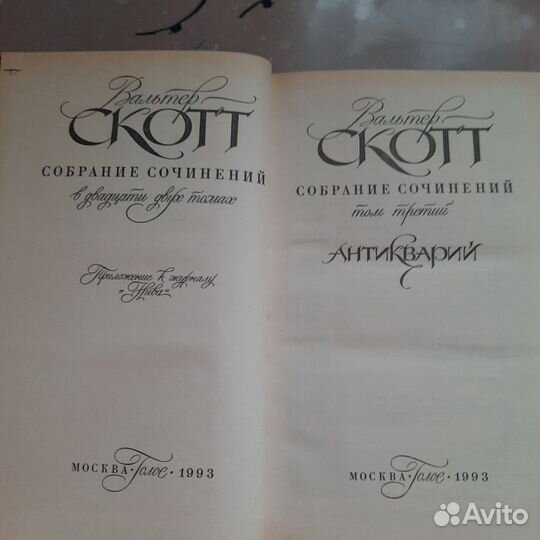 Вальтер
СКОТТ
СОБРАНИЕ СОЧИНЕНИЙ
в двадцати двух томах
Приложение к журналу
„Нива“
МОСКВА · Голос · 1993
Вальтер
СКОТТ
СОБРАНИЕ СОЧИНЕНИЙ
том третий
АНТИКВАРИЙ
МОСКВА · Голос · 1993
Avito